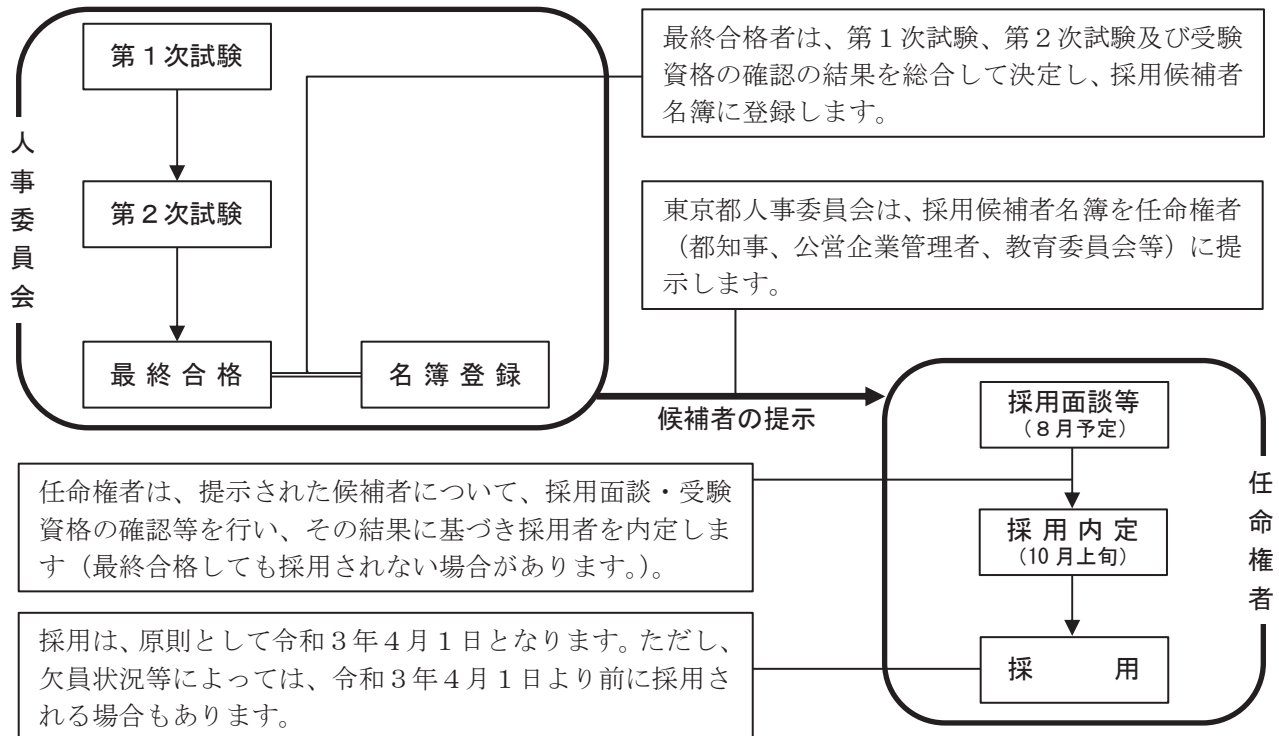 人事委員会
第１次試験
第２次試験
最終合格
名簿登録
最終合格者は、第１次試験、第２次試験及び受験
資格の確認の結果を総合して決定し、採用候補者
名簿に登録します。
東京都人事委員会は、採用候補者名簿を任命権者
（都知事、公営企業管理者、教育委員会等）に提
示します。
候補者の提示
任命権者
採用面談等
（８月予定）
採用内定
（10月上旬）
採用
任命権者は、提示された候補者について、採用面談・受験
資格の確認等を行い、その結果に基づき採用者を内定しま
す（最終合格しても採用されない場合があります。）。
採用は、原則として令和３年４月１日となります。ただし、
欠員状況等によっては、令和３年４月１日より前に採用さ
れる場合もあります。